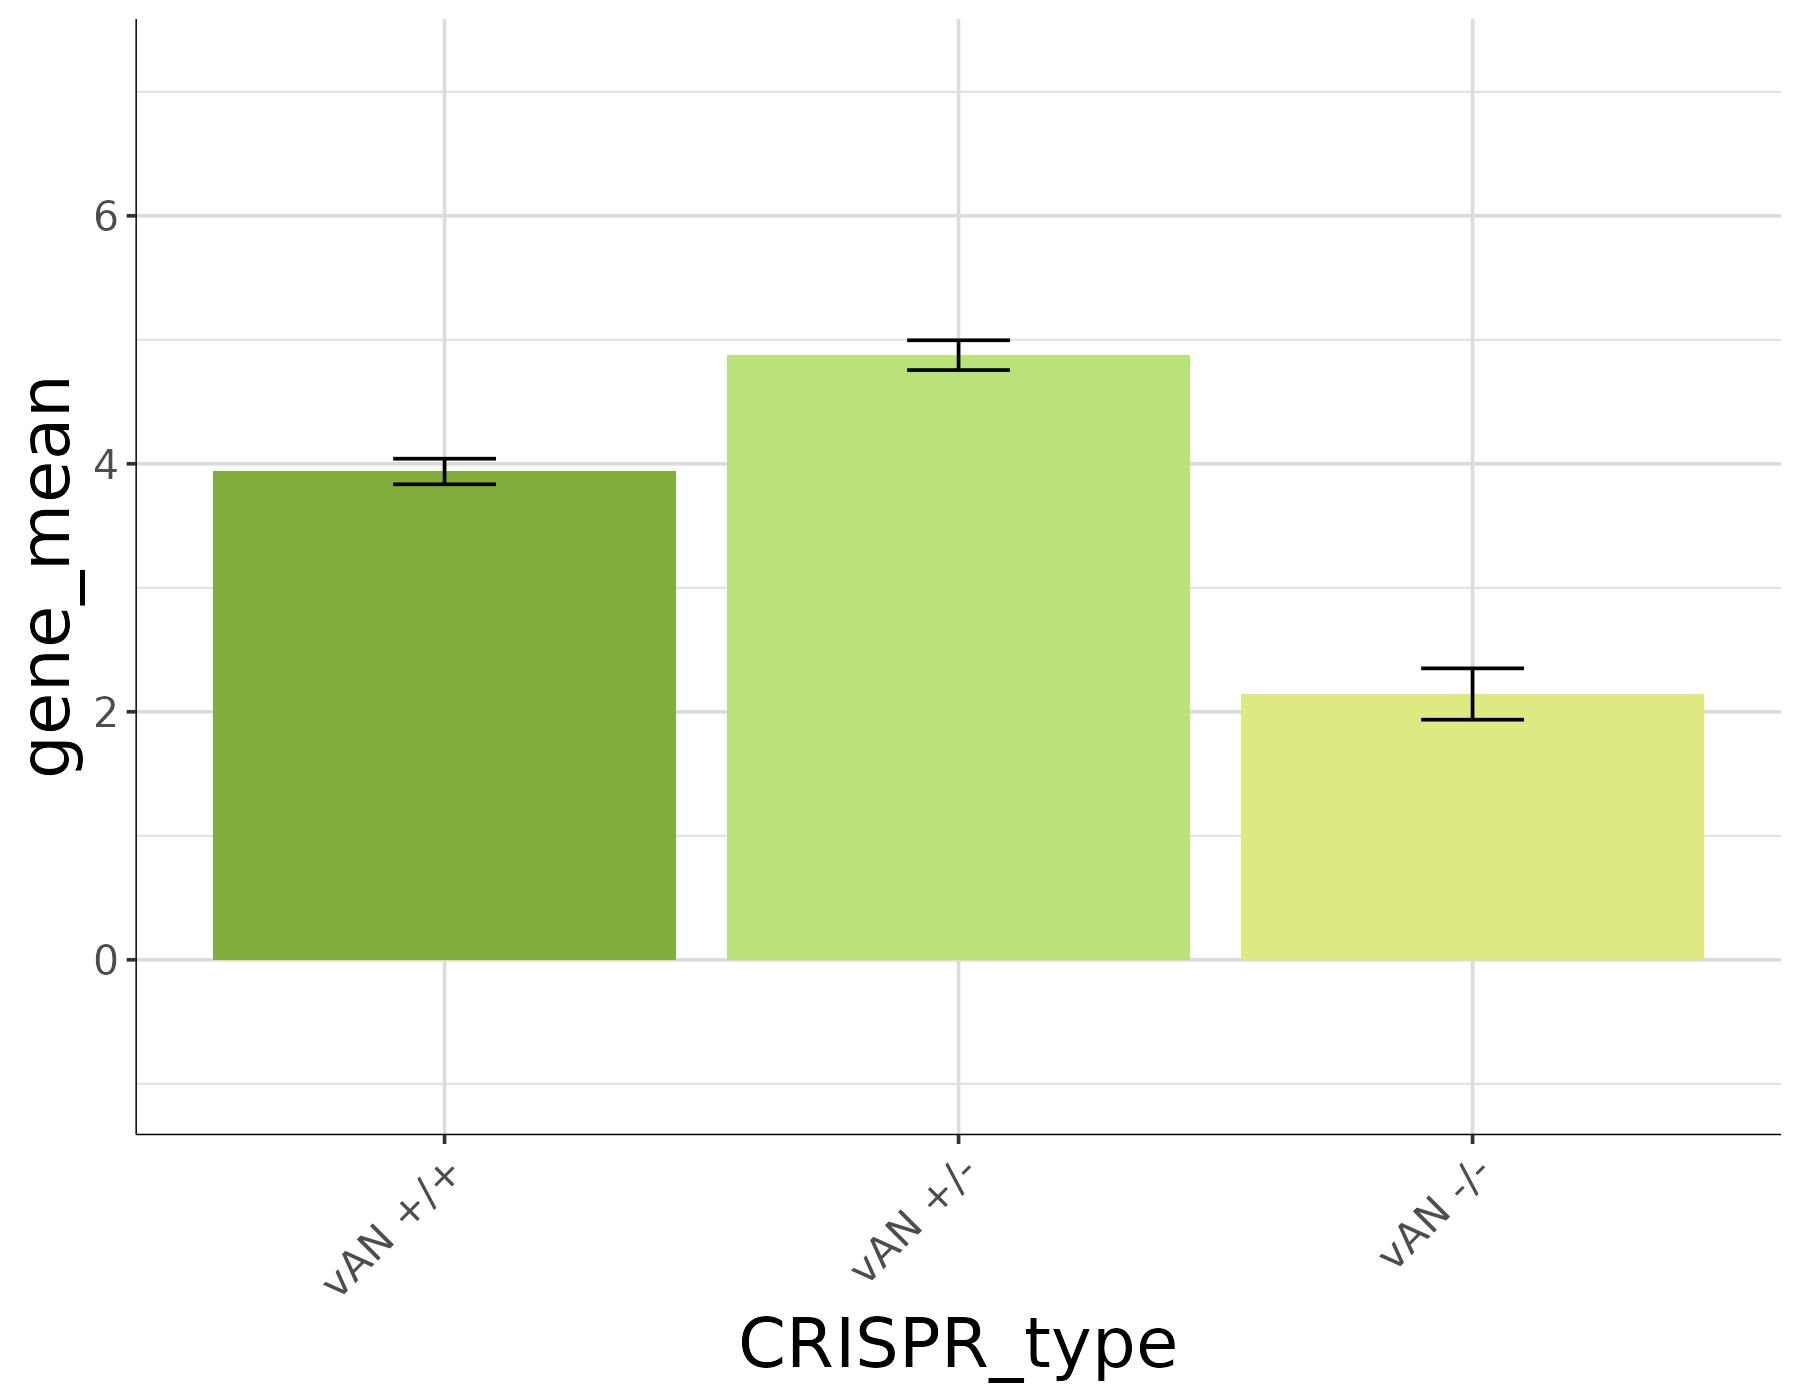 gene_mean
6
4
2
0
vAN +/+
vAN +/-
vAN -/-
CRISPR_type